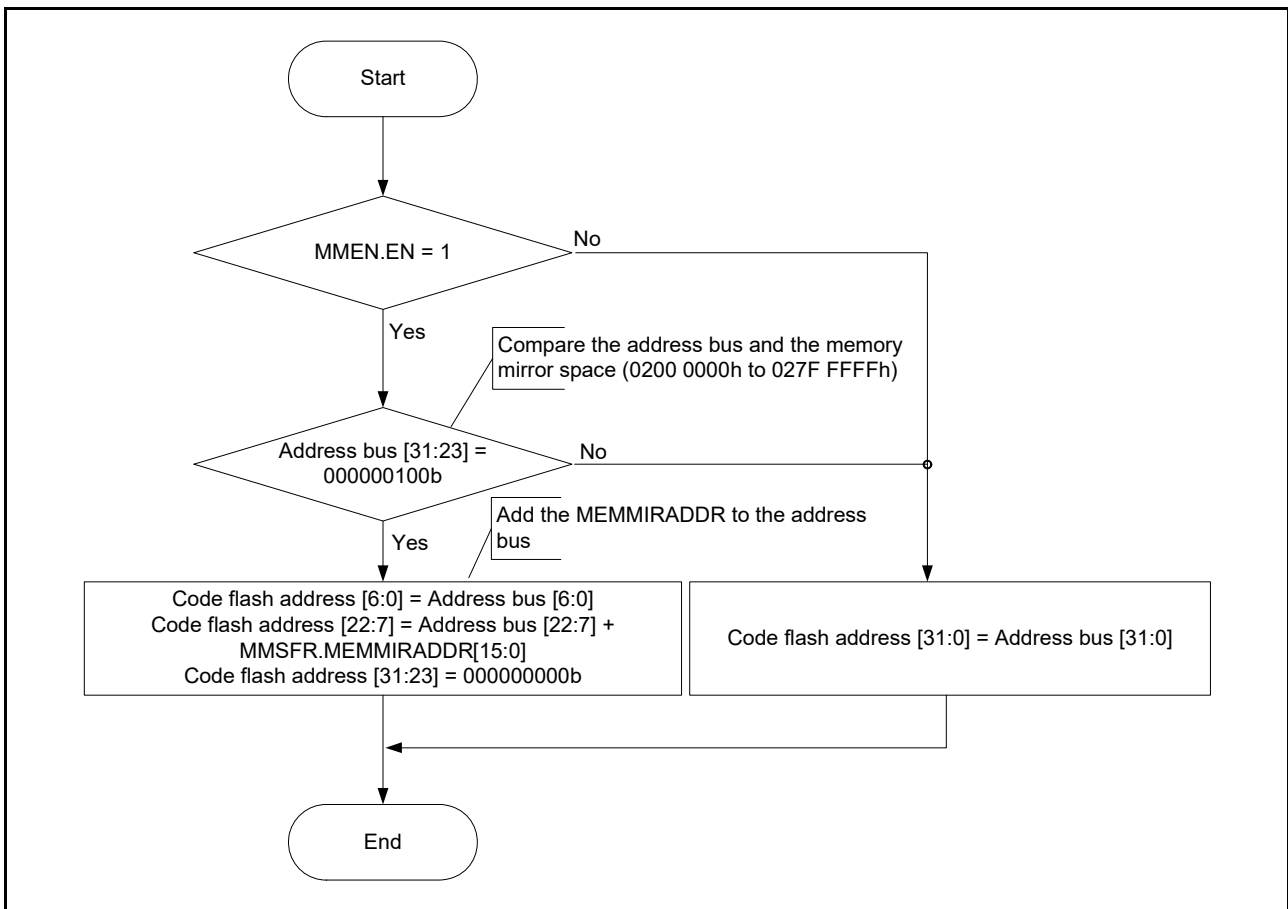 Start
MMEN.EN = 1
No
Yes
Compare the address bus and the memory
mirror space (0200 0000h to 027F FFFFh)
Address bus [31:23] =
000000100b
No
Yes
Add the MEMMIRADDR to the address
bus
Code flash address [6:0] = Address bus [6:0]
Code flash address [22:7] = Address bus [22:7] +
MMSFR.MEMMIRADDR[15:0]
Code flash address [31:23] = 000000000b
Code flash address [31:0] = Address bus [31:0]
End